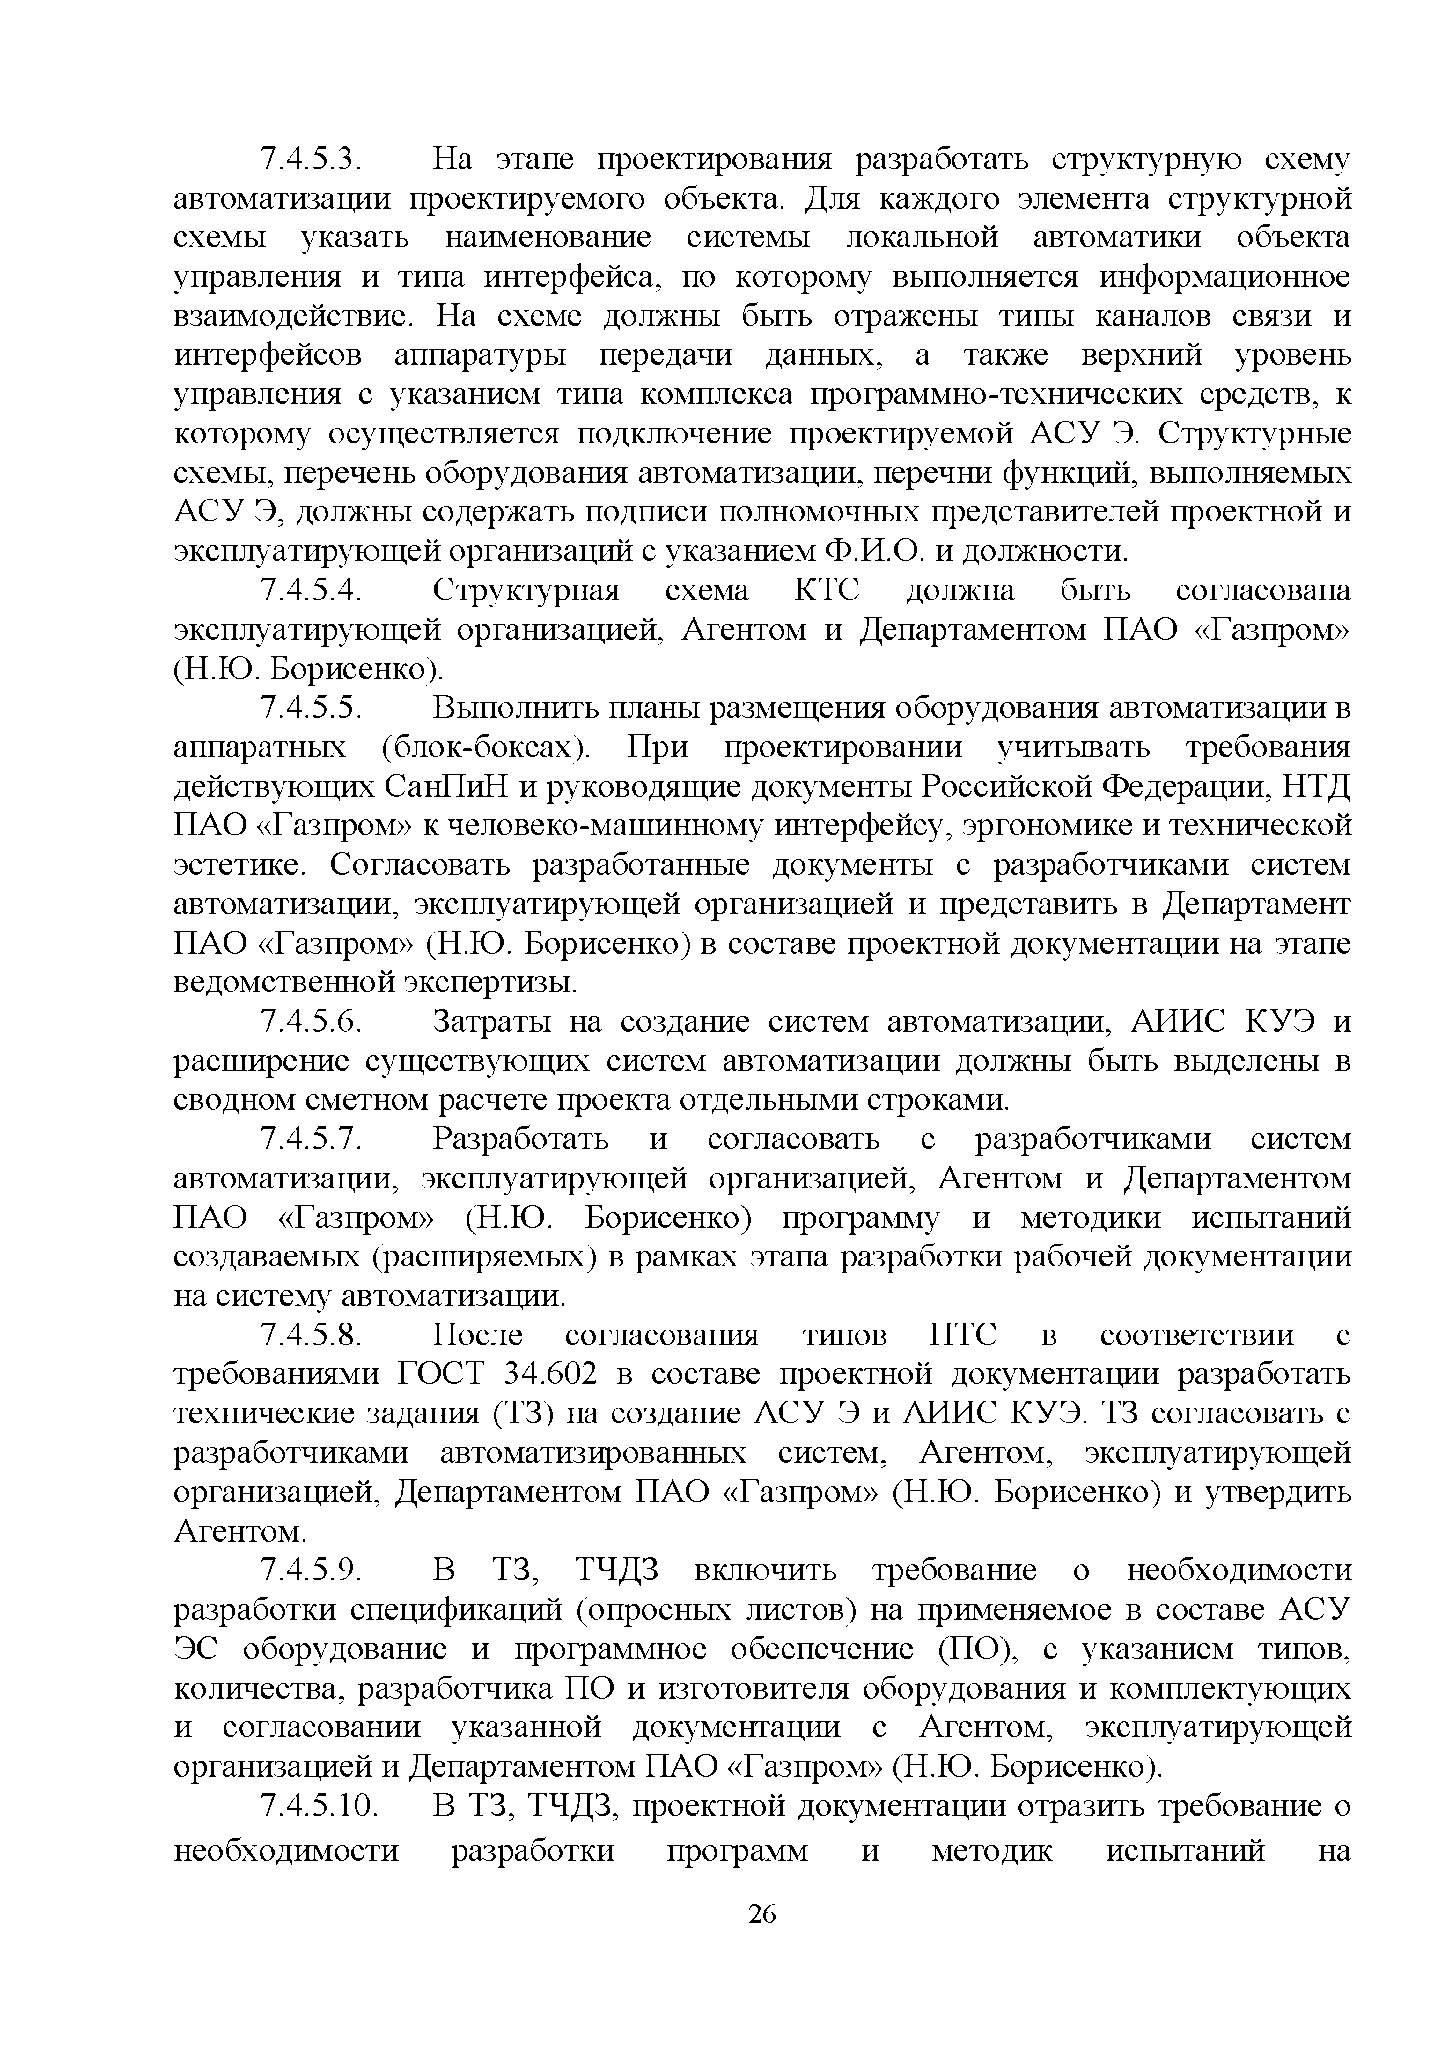 7.4.5.3. На этапе проектирования разработать структурную схему
автоматизации проектируемого объекта. Для каждого элемента структурной
схемы указать наименование системы локальной автоматики объекта
управления и типа интерфейса, по которому выполняется информационное
взаимодействие. На схеме должны быть отражены типы каналов связи и
интерфейсов аппаратуры передачи данных, а также верхний уровень
управления с указанием типа комплекса программно-технических средств, к
которому осуществляется подключение проектируемой АСУ Э. Структурные
схемы, перечень оборудования автоматизации, перечни функций, выполняемых
АСУ Э, должны содержать подписи полномочных представителей проектной и
эксплуатирующей организаций с указанием Ф.И.О. и должности.
7.4.5.4. Структурная схема КТС должна быть согласована
эксплуатирующей организацией, Агентом и Департаментом ПАО «Газпром»
(Н.Ю. Борисенко).
7.4.5.5. Выполнить планы размещения оборудования автоматизации в
аппаратных (блок-боксах). При проектировании учитывать требования
действующих СанПиН и руководящие документы Российской Федерации, НТД
ПАО «Газпром» к человеко-машинному интерфейсу, эргономике и технической
эстетике. Согласовать разработанные документы с разработчиками систем
автоматизации, эксплуатирующей организацией и представить в Департамент
ПАО «Газпром» (Н.Ю. Борисенко) в составе проектной документации на этапе
ведомственной экспертизы.
7.4.5.6. Затраты на создание систем автоматизации, АИИС КУЭ и
расширение существующих систем автоматизации должны быть выделены в
сводном сметном расчете проекта отдельными строками.
7.4.5.7. Разработать и согласовать с разработчиками систем
автоматизации, эксплуатирующей организацией, Агентом и Департаментом
ПАО «Газпром» (Н.Ю. Борисенко) программу и методики испытаний
создаваемых (расширяемых) в рамках этапа разработки рабочей документации
на систему автоматизации.
7.4.5.8. После согласования типов ПТС в соответствии с
требованиями ГОСТ 34.602 в составе проектной документации разработать
технические задания (ТЗ) на создание АСУ Э и АИИС КУЭ. ТЗ согласовать с
разработчиками автоматизированных систем, Агентом, эксплуатирующей
организацией, Департаментом ПАО «Газпром» (Н.Ю. Борисенко) и утвердить
Агентом.
7.4.5.9. В ТЗ, ТЧДЗ включить требование о необходимости
разработки спецификаций (опросных листов) на применяемое в составе АСУ
ЭС оборудование и программное обеспечение (ПО), с указанием типов,
количества, разработчика ПО и изготовителя оборудования и комплектующих
и согласовании указанной документации с Агентом, эксплуатирующей
организацией и Департаментом ПАО «Газпром» (Н.Ю. Борисенко).
7.4.5.10. В ТЗ, ТЧДЗ, проектной документации отразить требование о
необходимости разработки программ и методик испытаний на
26